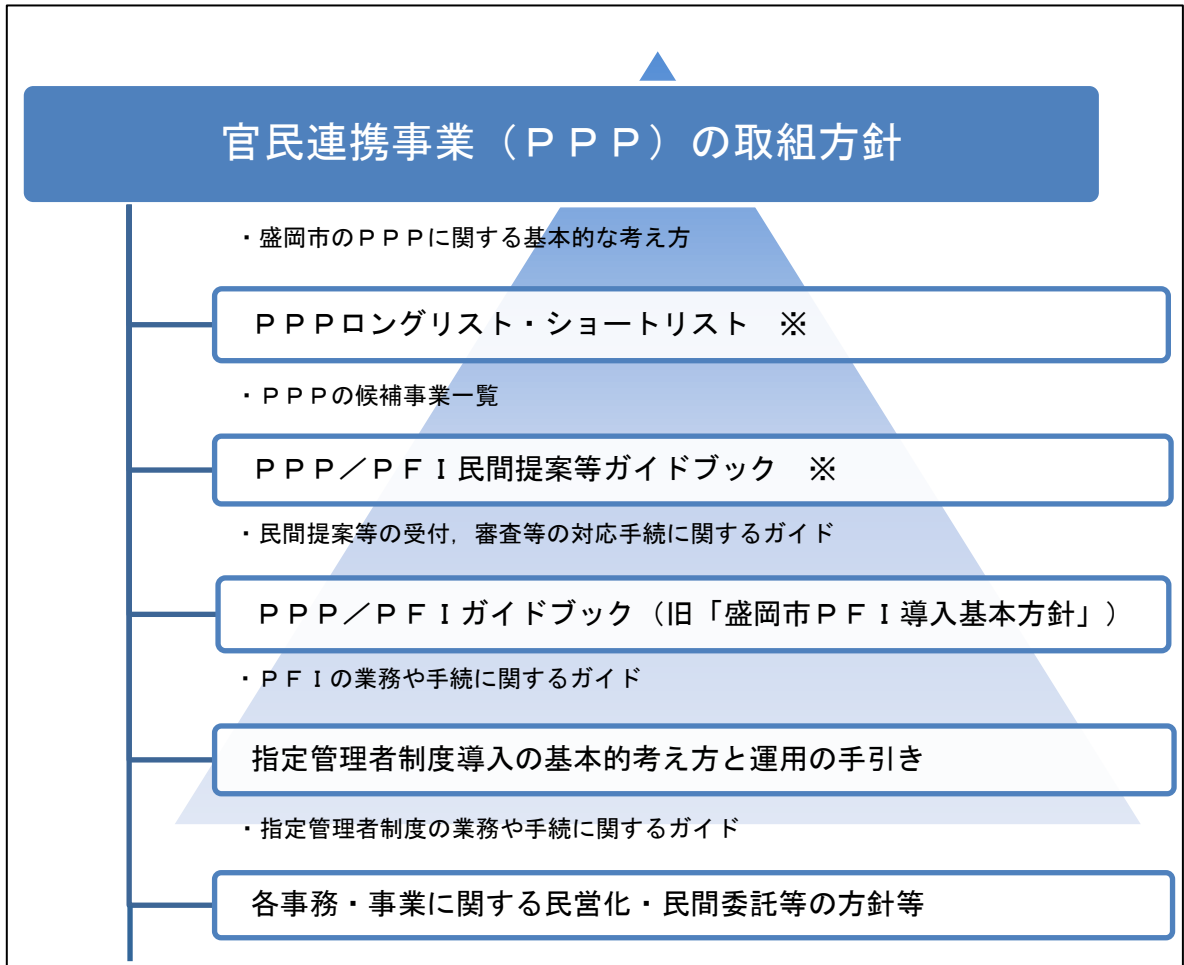 官民連携事業（ＰＰＰ）の取組方針
・盛岡市のＰＰＰに関する基本的な考え方
ＰＰＰロングリスト・ショートリスト　※
・ＰＰＰの候補事業一覧
ＰＰＰ／ＰＦＩ民間提案等ガイドブック　※
・民間提案等の受付，審査等の対応手続に関するガイド
ＰＰＰ／ＰＦＩガイドブック（旧「盛岡市ＰＦＩ導入基本方針」）
・ＰＦＩの業務や手続に関するガイド
指定管理者制度導入の基本的考え方と運用の手引き
・指定管理者制度の業務や手続に関するガイド
各事務・事業に関する民営化・民間委託等の方針等